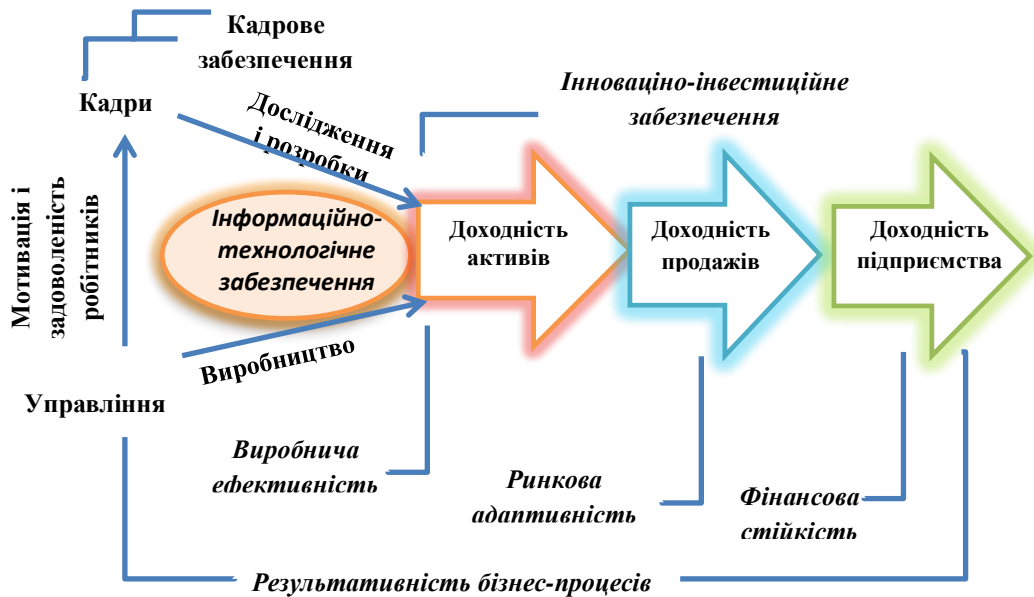 Кадрове
забезпечення
Кадри
Інноваціно-інвестиційне
забезпечення
Дослідження
і розробки
Мотивація і
задоволеність
робітників
Інформаційно-
технологічне
забезпечення
Доходність
активів
Доходність
продажів
Доходність
підприємства
Виробництво
Управління
Виробнича
ефективність
Ринкова
адаптивність
Фінансова
стійкість
Результативність бізнес-процесів